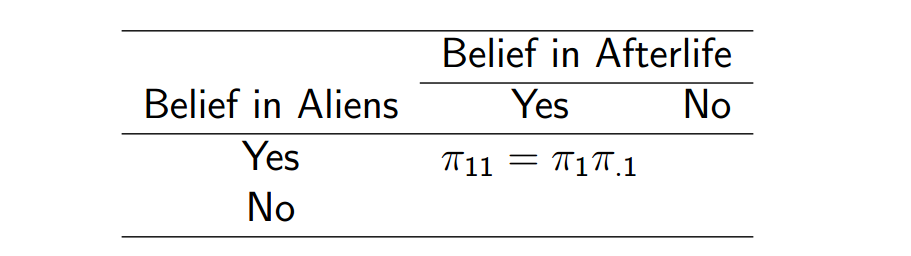 Belief in Afterlife
Belief in Aliens Yes No
Yes π₁₁ = π₁π.₁
No